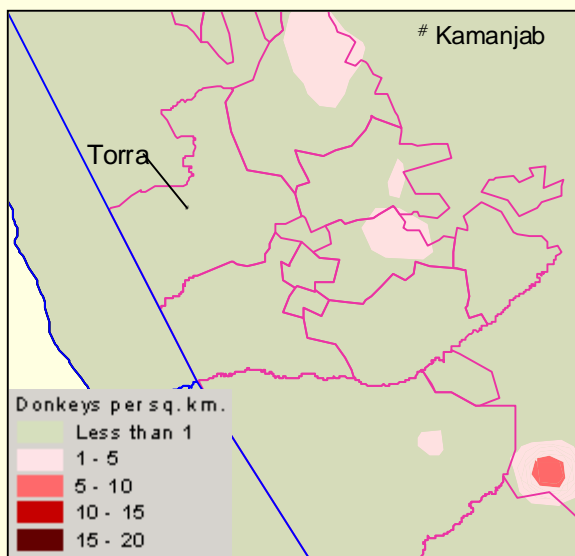 # Kamanjab
Torra
Donkeys per sq. km.
Less than 1
1 - 5
5 - 10
10 - 15
15 - 20